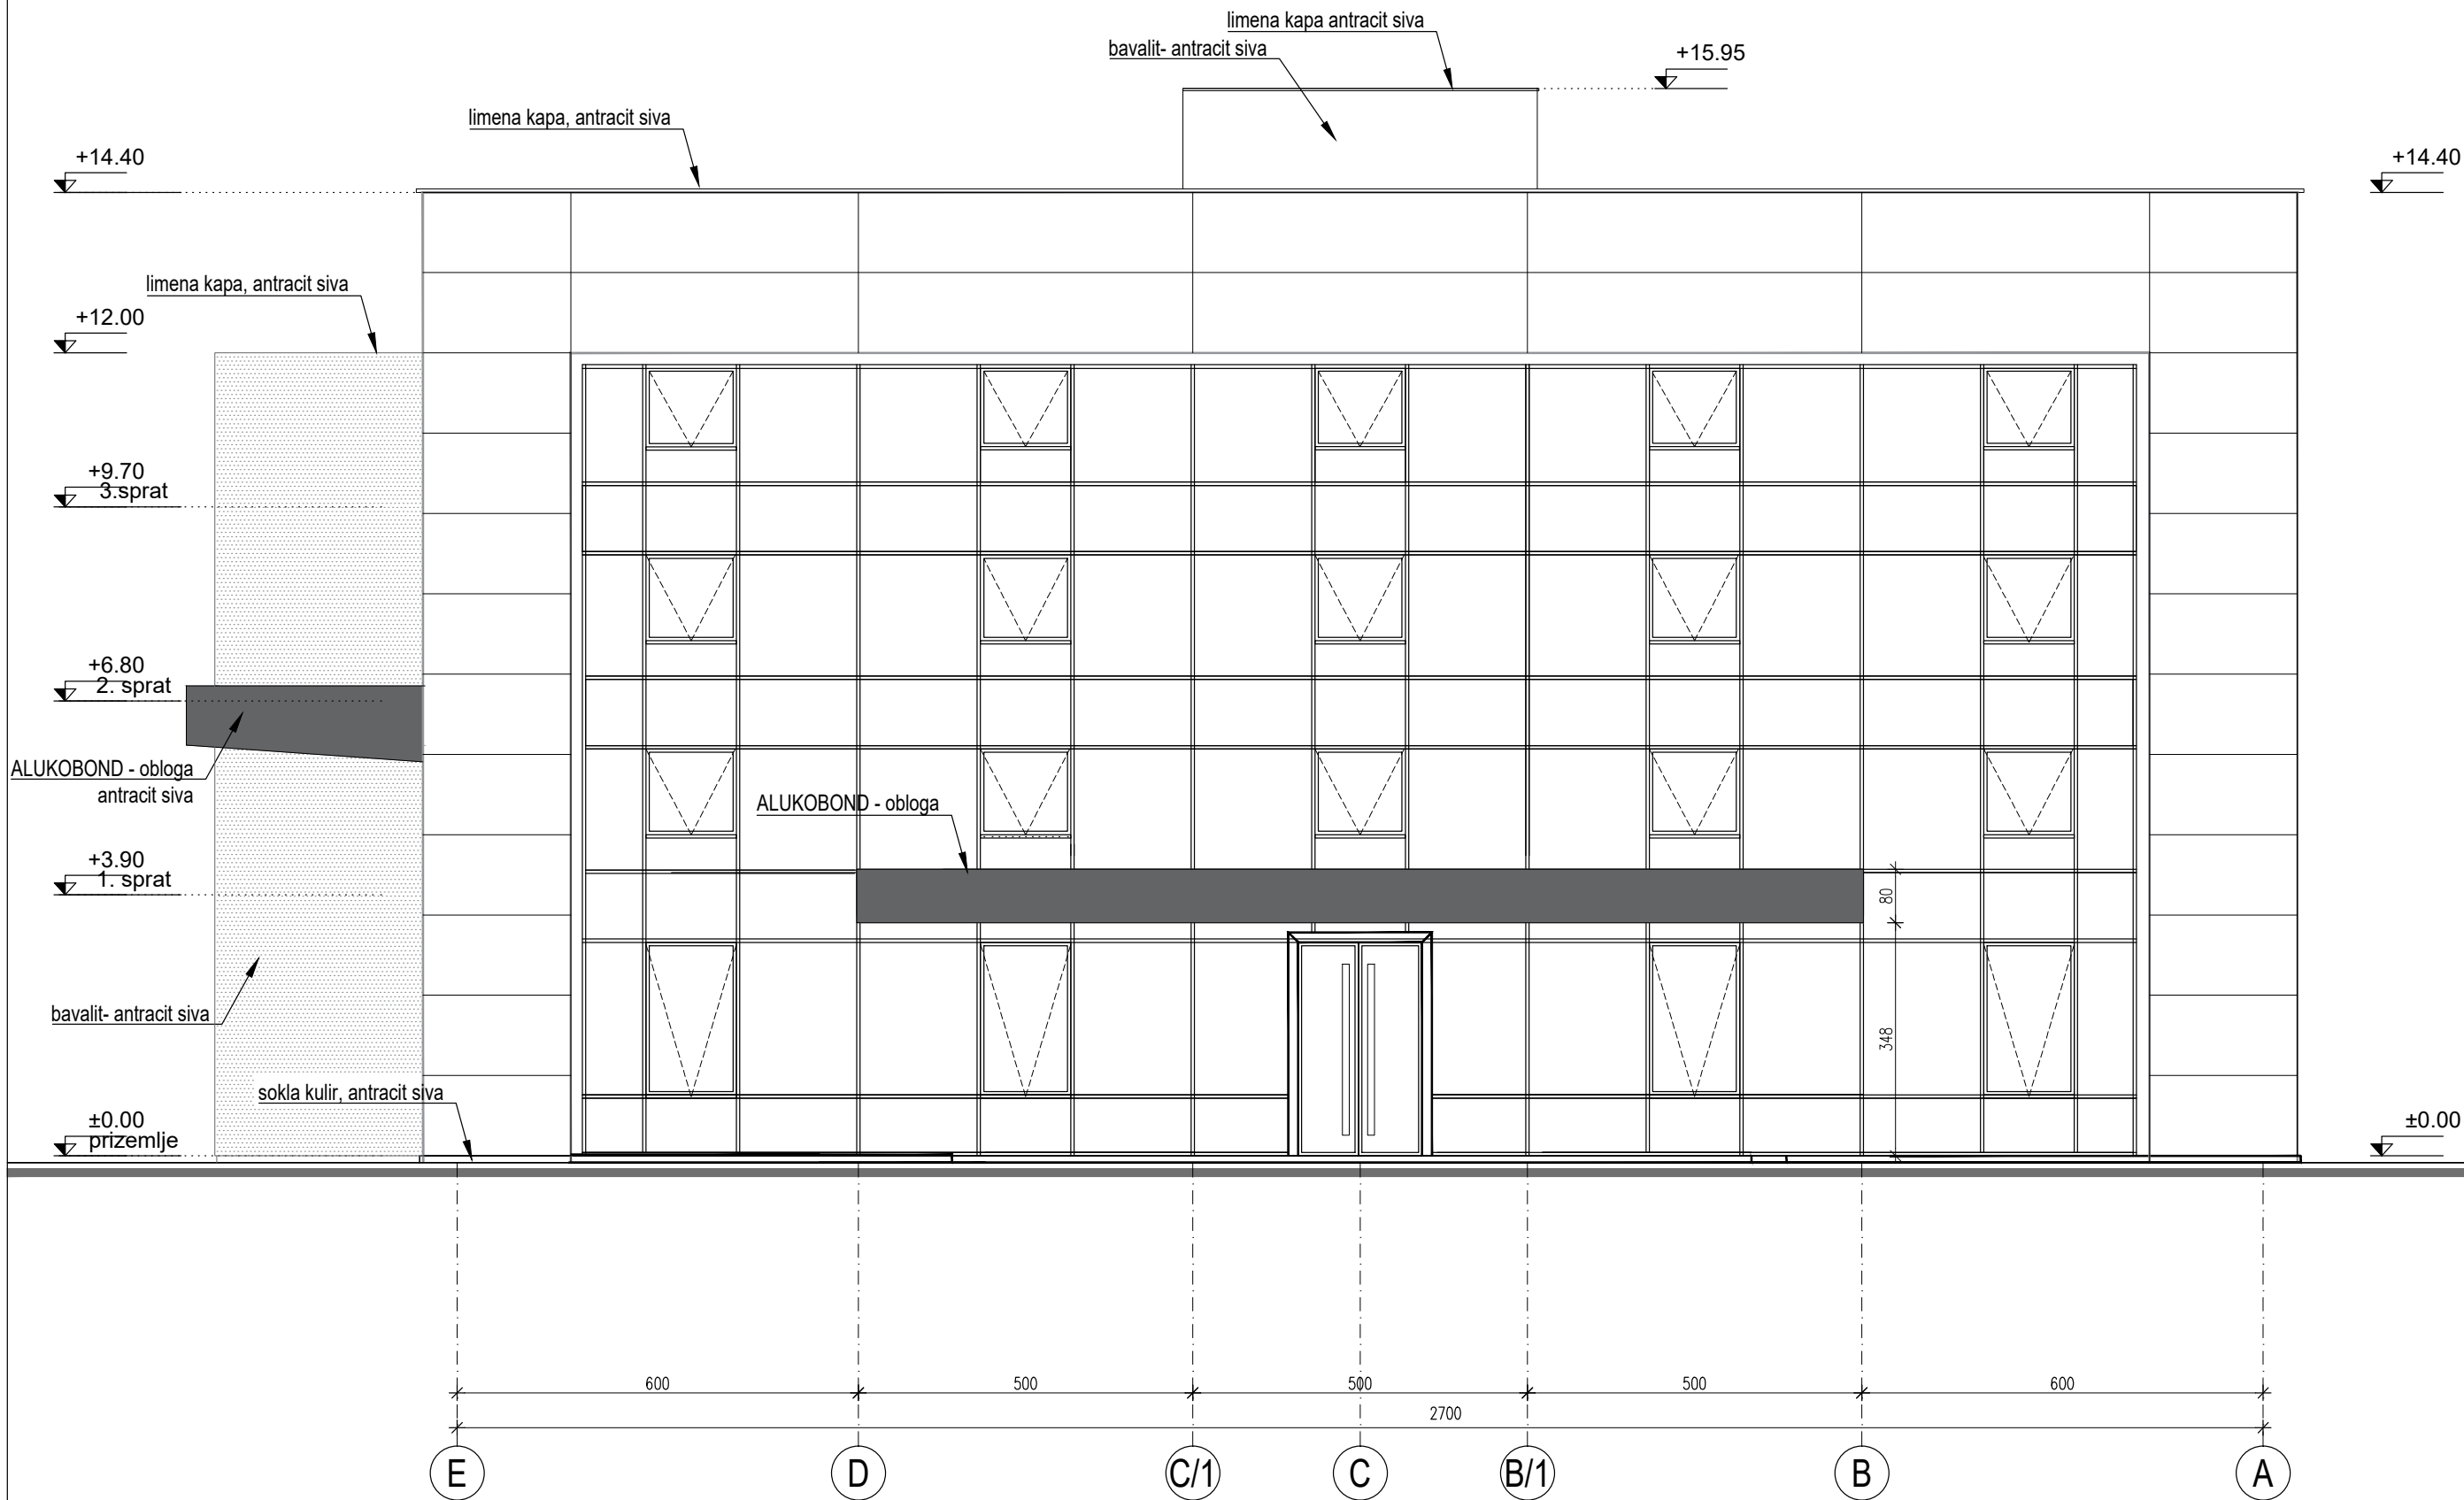 limena kapa antracit siva
bavalit- antracit siva
+15.95
limena kapa, antracit siva
+14.40
+14.40
limena kapa, antracit siva
+12.00
+9.70
3.sprat
+6.80
2. sprat
ALUKOBOND - obloga
antracit siva
ALUKOBOND - obloga
+3.90
1. sprat
80
bavalit- antracit siva
348
sokla kulir, antracit siva
±0.00
prizemlje
±0.00
600
500
500
500
600
2700
E
D
C/1
C
B/1
B
A